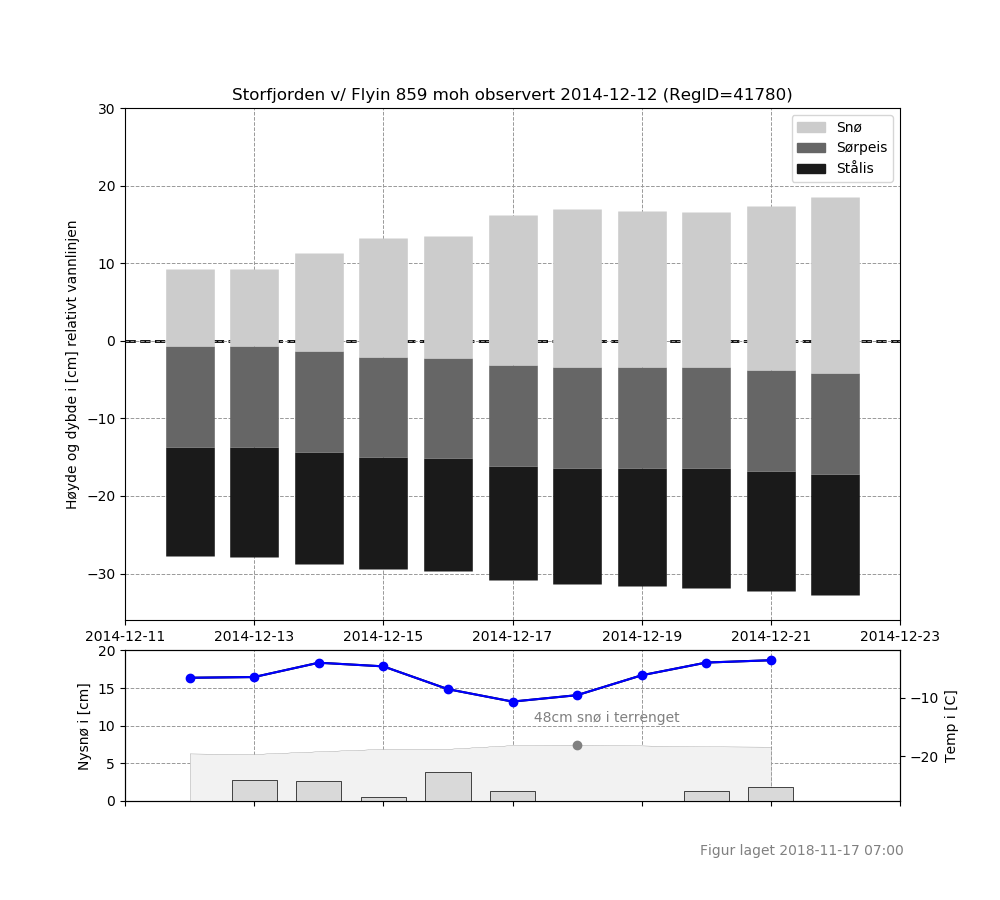 Storfjorden v/ Flyin 859 moh observert 2014-12-12 (RegID=41780)
30
20
10
0
−10
−20
−30
Høyde og dybde i [cm] relativt vannlinjen
Snø
Sørpeis
Stålis
2014-12-11
2014-12-13
2014-12-15
2014-12-17
2014-12-19
2014-12-21
2014-12-23
20
15
10
5
0
Nysnø i [cm]
48cm snø i terrenget
−10
−20
Temp i [C]
Figur laget 2018-11-17 07:00